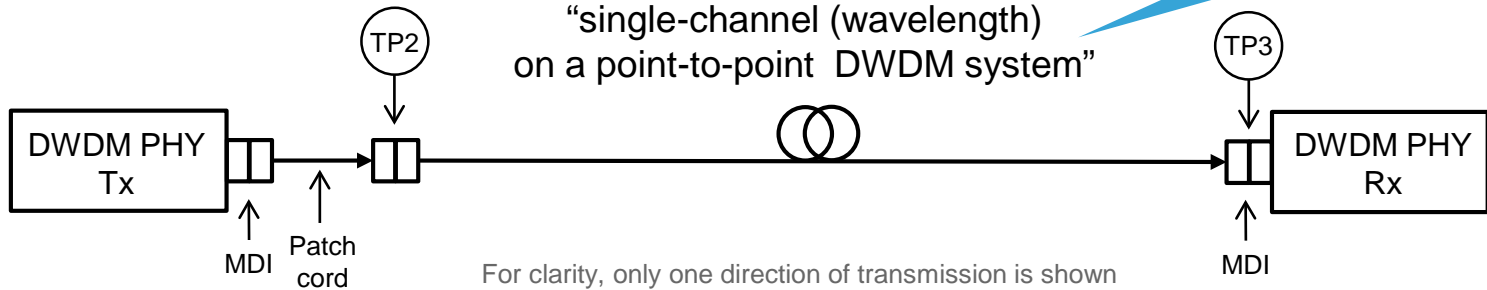 “single-channel (wavelength)
on a point-to-point DWDM system”
TP2
TP3
DWDM PHY
Tx
DWDM PHY
Rx
MDI
Patch
cord
MDI
For clarity, only one direction of transmission is shown